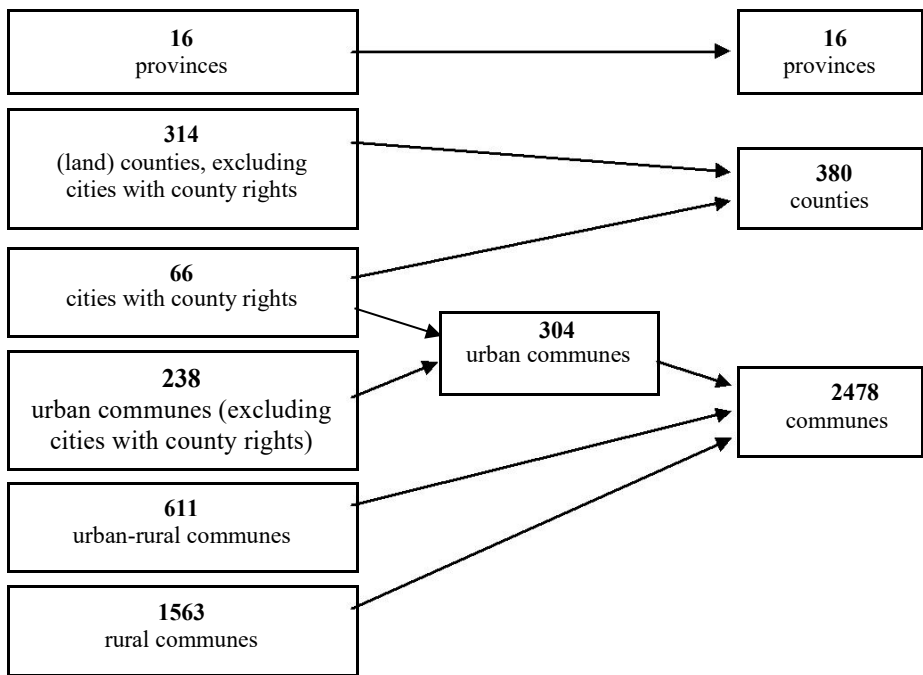 16
provinces
16
provinces
314
(land) counties, excluding
cities with county rights
380
counties
66
cities with county rights
304
urban communes
238
urban communes (excluding
cities with county rights)
2478
communes
611
urban-rural communes
1563
rural communes